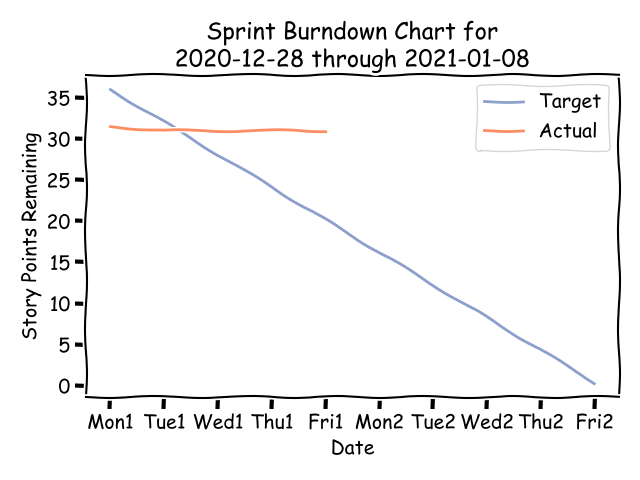 Sprint Burndown Chart for
2020-12-28 through 2021-01-08
Target
Actual
Story Points Remaining
35
30
25
20
15
10
5
0
Mon1 Tue1 Wed1 Thu1 Fri1 Mon2 Tue2 Wed2 Thu2 Fri2
Date